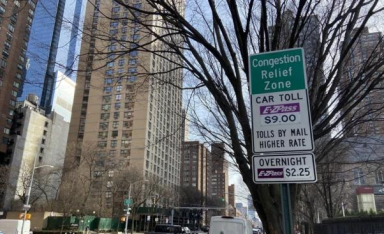 Congestion
Relief
Zone
CAR TOLL
E-ZPass
$9.00
TOLLS BY MAIL
HIGHER RATE
OVERNIGHT
E-ZPass $2.25